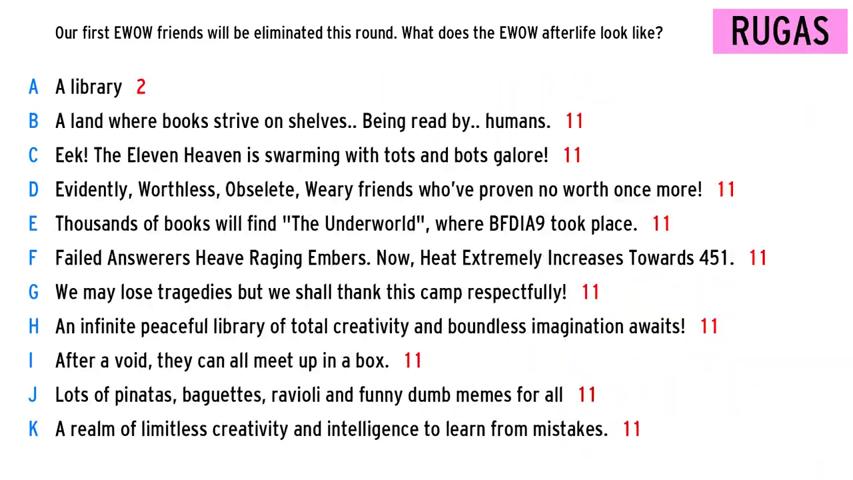 Our first EWOW friends will be eliminated this round. What does the EWOW afterlife look like?
RUGAS
A A library 2
B A land where books strive on shelves.. Being read by.. humans. 11
C Eek! The Eleven Heaven is swarming with tots and bots galore! 11
D Evidently, Worthless, Obselete, Weary friends who've proven no worth once more! 11
E Thousands of books will find "The Underworld", where BFDIA9 took place. 11
F Failed Answerers Heave Raging Embers. Now, Heat Extremely Increases Towards 451. 11
G We may lose tragedies but we shall thank this camp respectfully! 11
H An infinite peaceful library of total creativity and boundless imagination awaits! 11
I After a void, they can all meet up in a box. 11
J Lots of pinatas, baguettes, ravioli and funny dumb memes for all 11
K A realm of limitless creativity and intelligence to learn from mistakes. 11